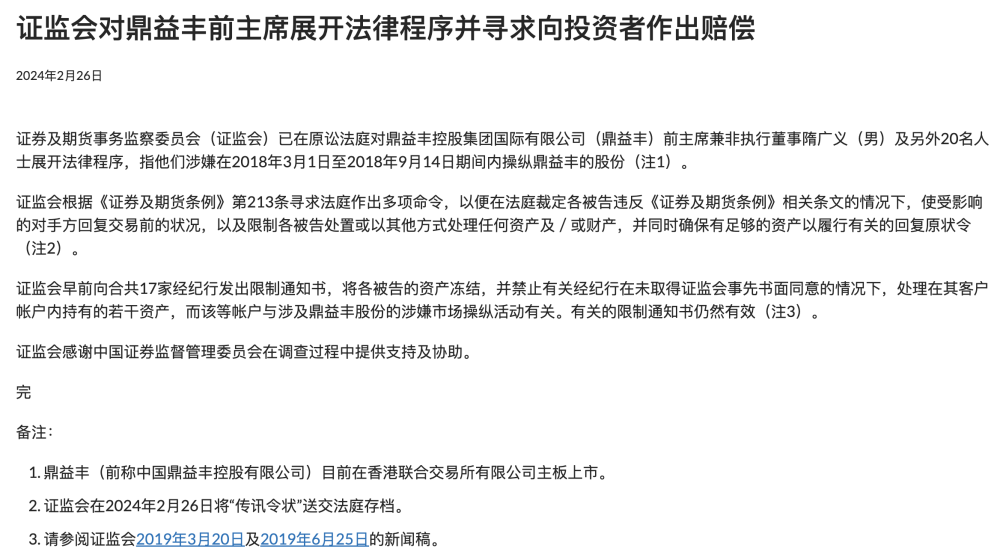 证监会对鼎益丰前主席展开法律程序并寻求向投资者作出赔偿
2024年2月26日
证券及期货事务监察委员会（证监会）已在原讼法庭对鼎益丰控股集团国际有限公司（鼎益丰）前主席兼非执行董事隋广义（男）及另外20名人
士展开法律程序，指他们涉嫌在2018年3月1日至2018年9月14日期间内操纵鼎益丰的股份（注1）。
证监会根据《证券及期货条例》第213条寻求法庭作出多项命令，以便在法庭裁定各被告违反《证券及期货条例》相关条文的情况下，使受影响
的对手方回复交易前的状况，以及限制各被告处置或以其他方式处理任何资产及／或财产，并同时确保有足够的资产以履行有关的回复原状令
（注2）。
证监会早前向合共17家经纪行发出限制通知书，将各被告的资产冻结，并禁止有关经纪行在未取得证监会事先书面同意的情况下，处理在其客户
帐户内持有的若干资产，而该等帐户与涉及鼎益丰股份的涉嫌市场操纵活动有关。有关的限制通知书仍然有效（注3）。
证监会感谢中国证券监督管理委员会在调查过程中提供支持及协助。
完
备注：
1. 鼎益丰（前称中国鼎益丰控股有限公司）目前在香港联合交易所有限公司主板上市。
2. 证监会在2024年2月26日将“传讯令状”送交法庭存档。
3. 请参阅证监会2019年3月20日及2019年6月25日的新闻稿。